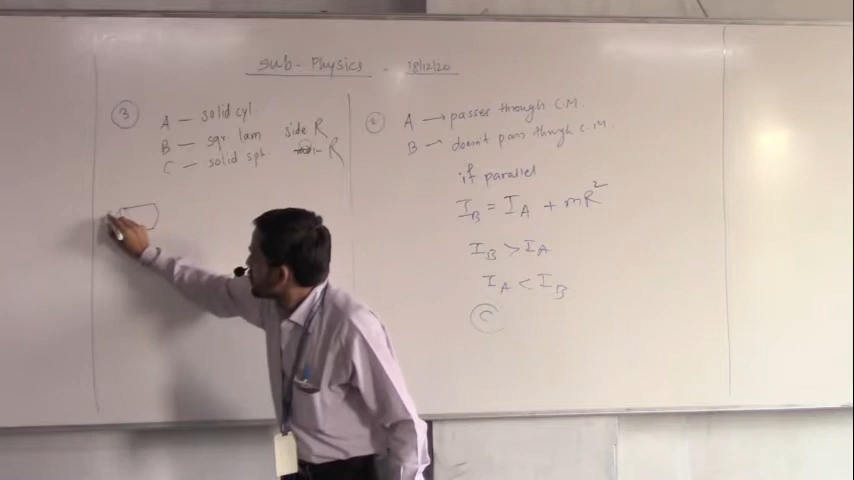 Sub- Physics - 18/12/20
3
A — solid cyl
B — sqr. lam side R
C — solid sph. R
A → passes through C.M.
B → doesn't pass through C.M.
if parallel
I_B = I_A + mR²
I_B > I_A
I_A < I_B
C